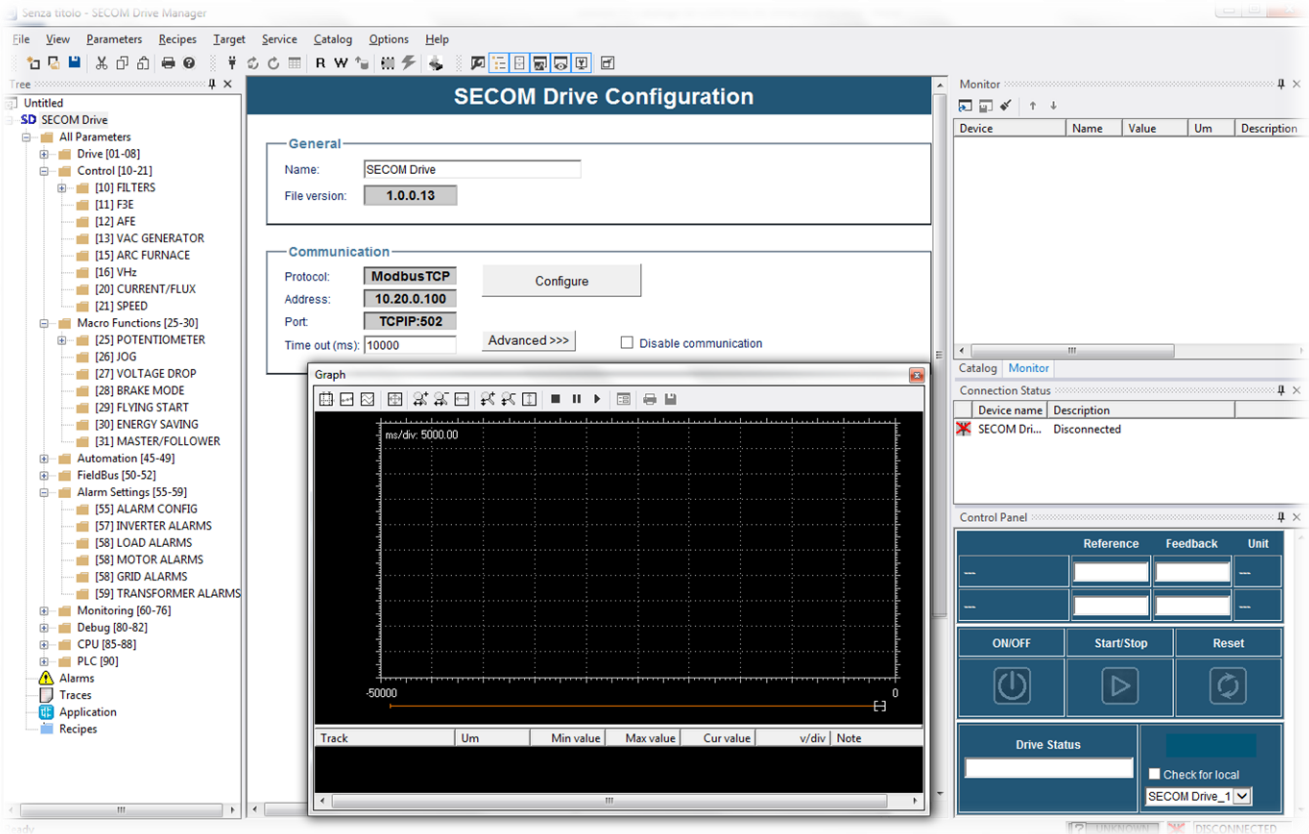 Senza titolo - SECOM Drive Manager
File View Parameters Recipes Target Service Catalog Options Help
R W
Tree
Untitled
SD SECOM Drive
All Parameters
Drive [01-08]
Control [10-21]
[10] FILTERS
[11] F3E
[12] AFE
[13] VAC GENERATOR
[15] ARC FURNACE
[16] VHz
[20] CURRENT/FLUX
[21] SPEED
Macro Functions [25-30]
[25] POTENTIOMETER
[26] JOG
[27] VOLTAGE DROP
[28] BRAKE MODE
[29] FLYING START
[30] ENERGY SAVING
[31] MASTER/FOLLOWER
Automation [45-49]
FieldBus [50-52]
Alarm Settings [55-59]
[55] ALARM CONFIG
[57] INVERTER ALARMS
[58] LOAD ALARMS
[58] MOTOR ALARMS
[58] GRID ALARMS
[59] TRANSFORMER ALARMS
Monitoring [60-76]
Debug [80-82]
CPU [85-88]
PLC [90]
Alarms
Traces
Application
Recipes
SECOM Drive Configuration
General
Name: SECOM Drive
File version: 1.0.0.13
Communication
Protocol: ModbusTCP Configure
Address: 10.20.0.100
Port: TCPIP:502
Time out (ms): 10000 Advanced >>> Disable communication
Graph
ms/div: 5000.00
-50000 0
Track Um Min value Max value Cur value v/div Note
Monitor
Device Name Value Um Description
Catalog Monitor
Connection Status
Device name Description
SECOM Dri... Disconnected
Control Panel
Reference Feedback Unit
--- ---
--- ---
ON/OFF Start/Stop Reset
Drive Status
Check for local
SECOM Drive_1
Ready
UNKNOWN DISCONNECTED